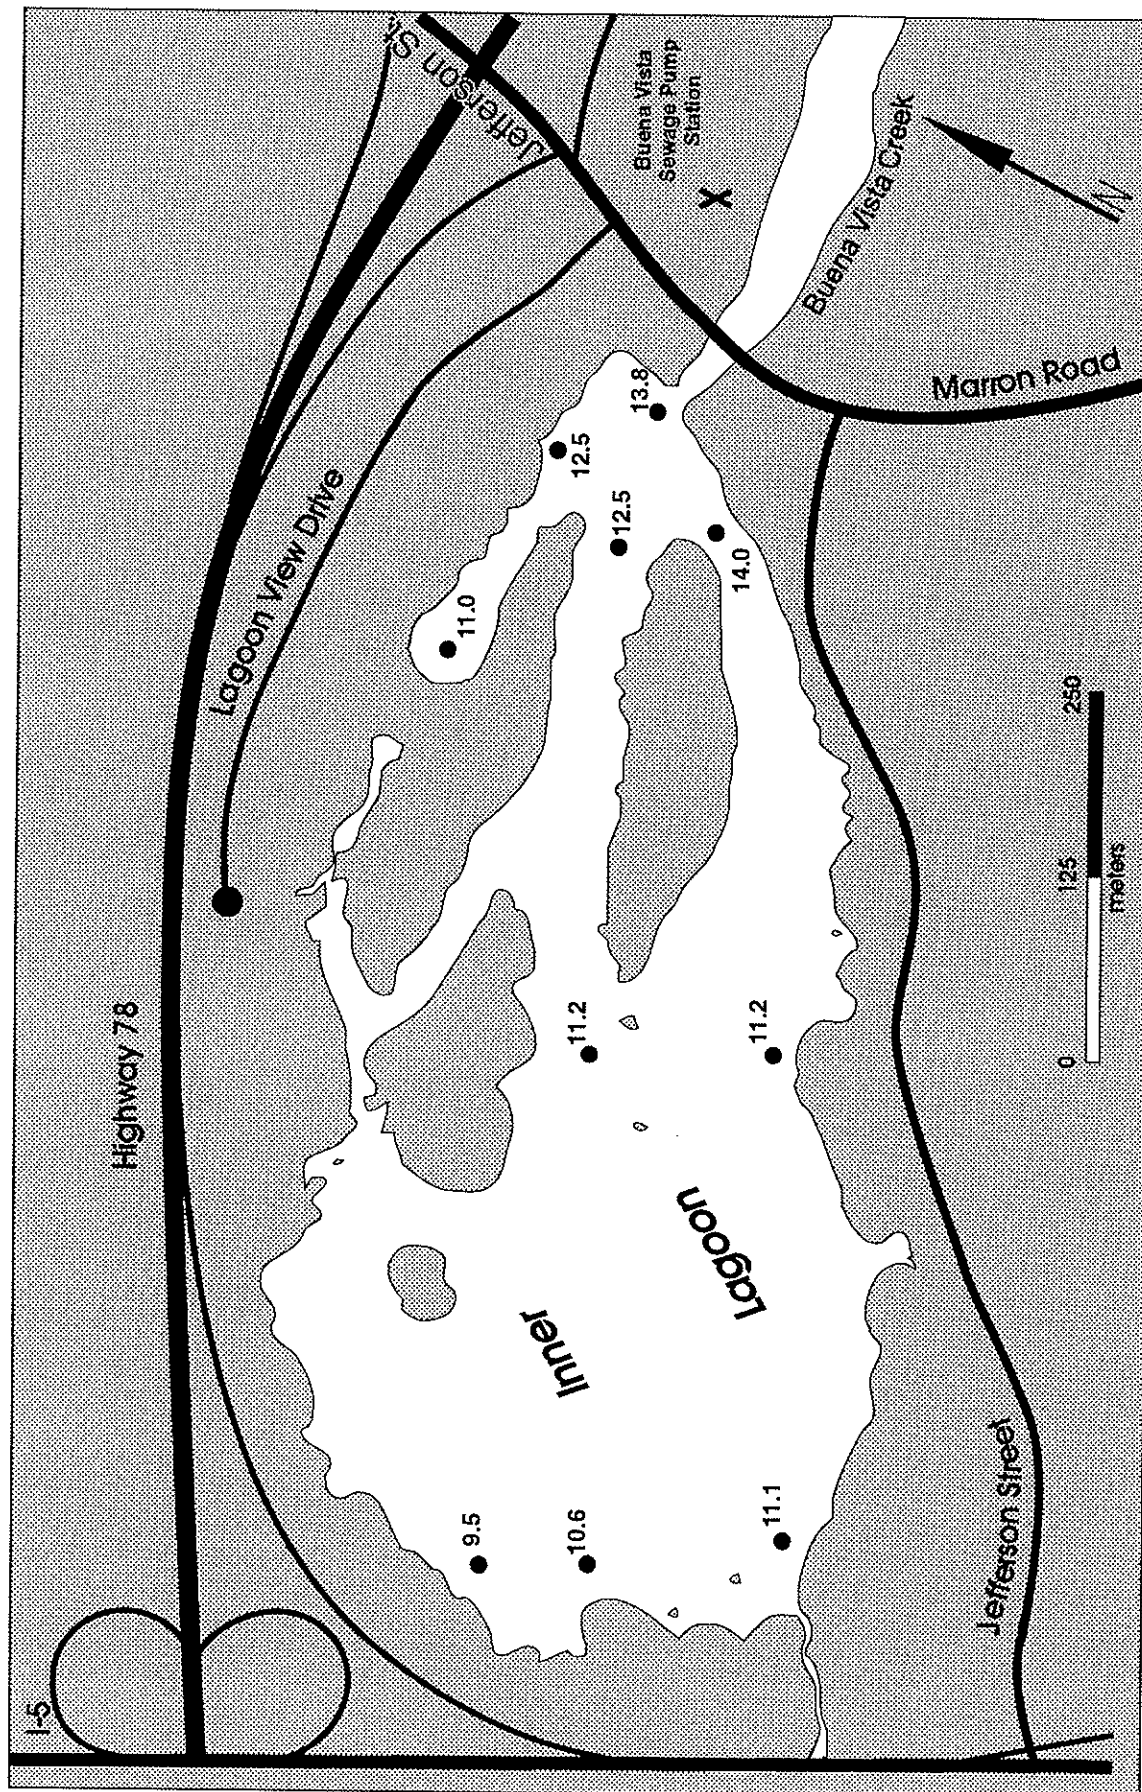 I-5
Highway 78
Jefferson St.
Lagoon View Drive
Buena Vista
Sewage Pump
Station
X
Buena Vista Creek
Marron Road
N
11.0
12.5
13.8
12.5
14.0
11.2
11.2
9.5
10.6
11.1
Inner
Lagoon
Jefferson Street
0
125
250
meters